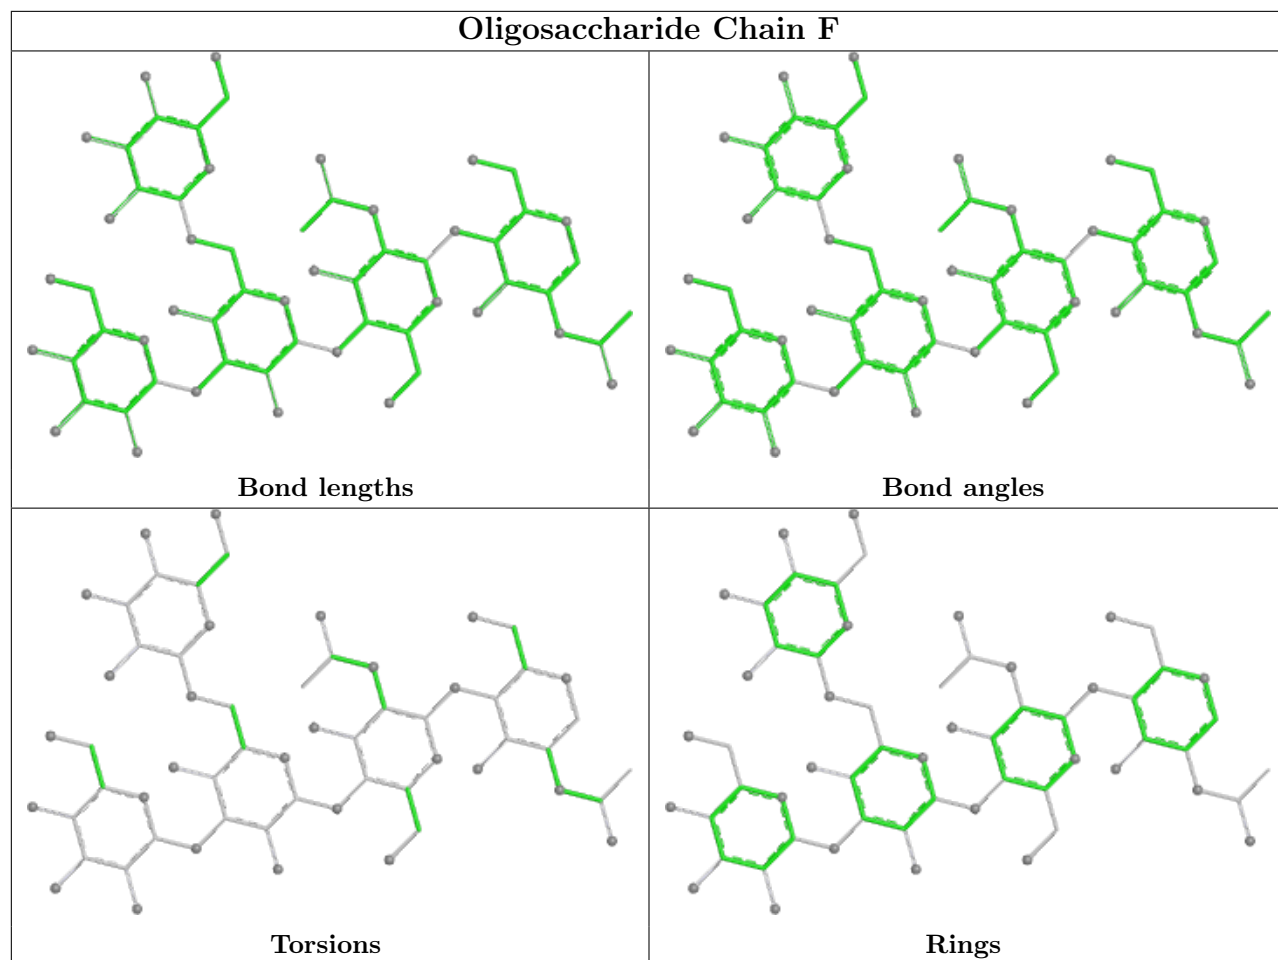 Oligosaccharide Chain F
Bond lengths
Bond angles
Torsions
Rings